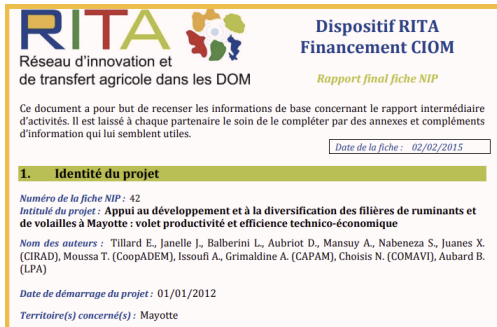 RITA
Réseau d'innovation et
de transfert agricole dans les DOM
Dispositif RITA
Financement CIOM
Rapport final fiche NIP
Ce document a pour but de recenser les informations de base concernant le rapport intermédiaire
d'activités. Il est laissé à chaque partenaire le soin de le compléter par des annexes et compléments
d'information qui lui semblent utiles.
Date de la fiche : 02/02/2015
1. Identité du projet
Numéro de la fiche NIP : 42
Intitulé du projet : Appui au développement et à la diversification des filières de ruminants et
de volailles à Mayotte : volet productivité et efficience technico-économique
Nom des auteurs : Tillard E., Janelle J., Balberini L., Aubriot D., Mansuy A., Nabeneza S., Juanes X.
(CIRAD), Moussa T. (CoopADEM), Issoufi A., Grimaldine A. (CAPAM), Choisis N. (COMAVI), Aubard B.
(LPA)
Date de démarrage du projet : 01/01/2012
Territoire(s) concerné(s) : Mayotte